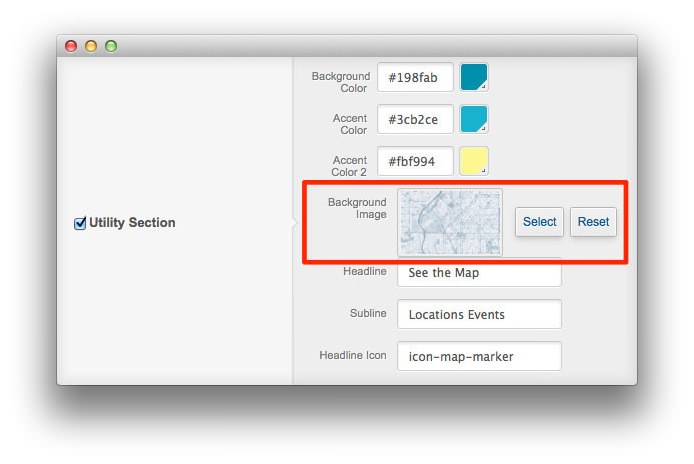 Background
Color
#198fab
Accent
Color
#3cb2ce
Accent
Color 2
#fbf994
Utility Section
Background
Image
Select
Reset
Headline
See the Map
Subline
Locations Events
Headline Icon
icon-map-marker